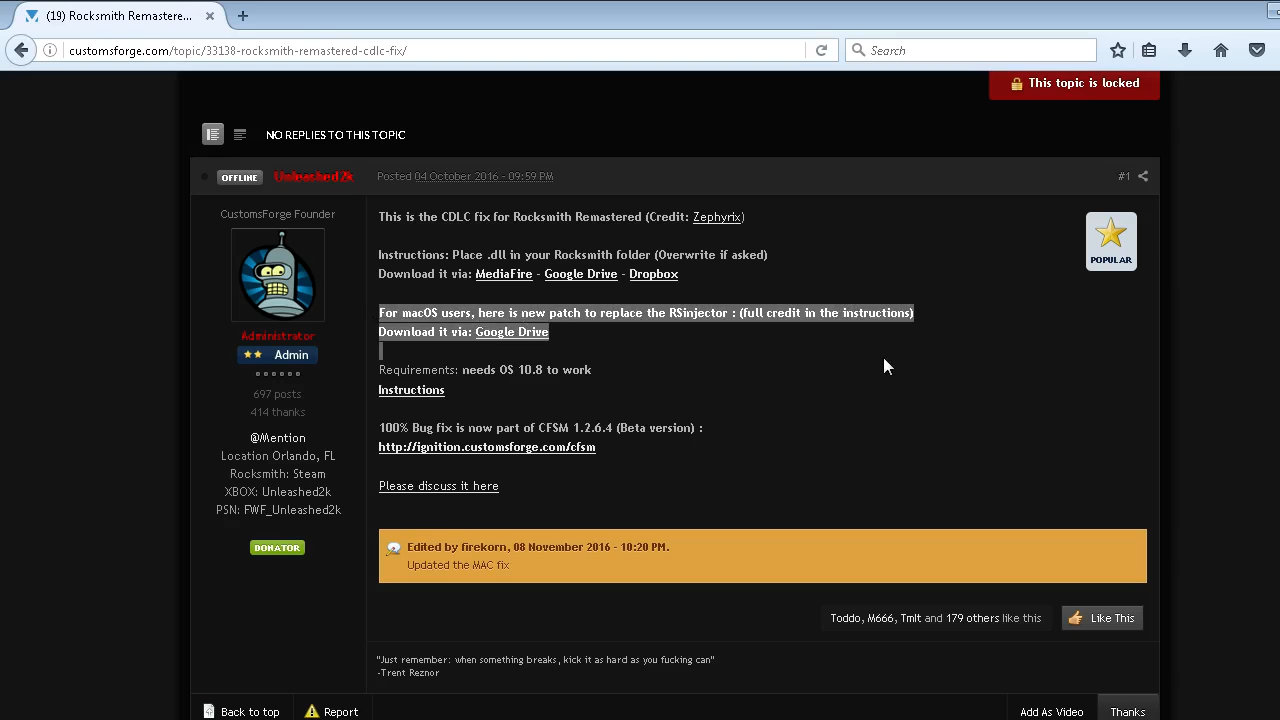 (19) Rocksmith Remastere...
customsforge.com/topic/33138-rocksmith-remastered-cdlc-fix/
Search
This topic is locked
NO REPLIES TO THIS TOPIC
OFFLINE Unleashed2k Posted 04 October 2016 - 09:59 PM #1
CustomsForge Founder
Administrator
Admin
697 posts
414 thanks
@Mention
Location Orlando, FL
Rocksmith: Steam
XBOX: Unleashed2k
PSN: FWF_Unleashed2k
DONATOR
This is the CDLC fix for Rocksmith Remastered (Credit: Zephyrix)
POPULAR
Instructions: Place .dll in your Rocksmith folder (Overwrite if asked)
Download it via: MediaFire - Google Drive - Dropbox
For macOS users, here is new patch to replace the RSinjector : (full credit in the instructions)
Download it via: Google Drive
Requirements: needs OS 10.8 to work
Instructions
100% Bug fix is now part of CFSM 1.2.6.4 (Beta version) :
http://ignition.customsforge.com/cfsm
Please discuss it here
Edited by firekorn, 08 November 2016 - 10:20 PM.
Updated the MAC fix
Toddo, M666, Tmlt and 179 others like this
Like This
"Just remember: when something breaks, kick it as hard as you fucking can"
-Trent Reznor
Back to top Report Add As Video Thanks